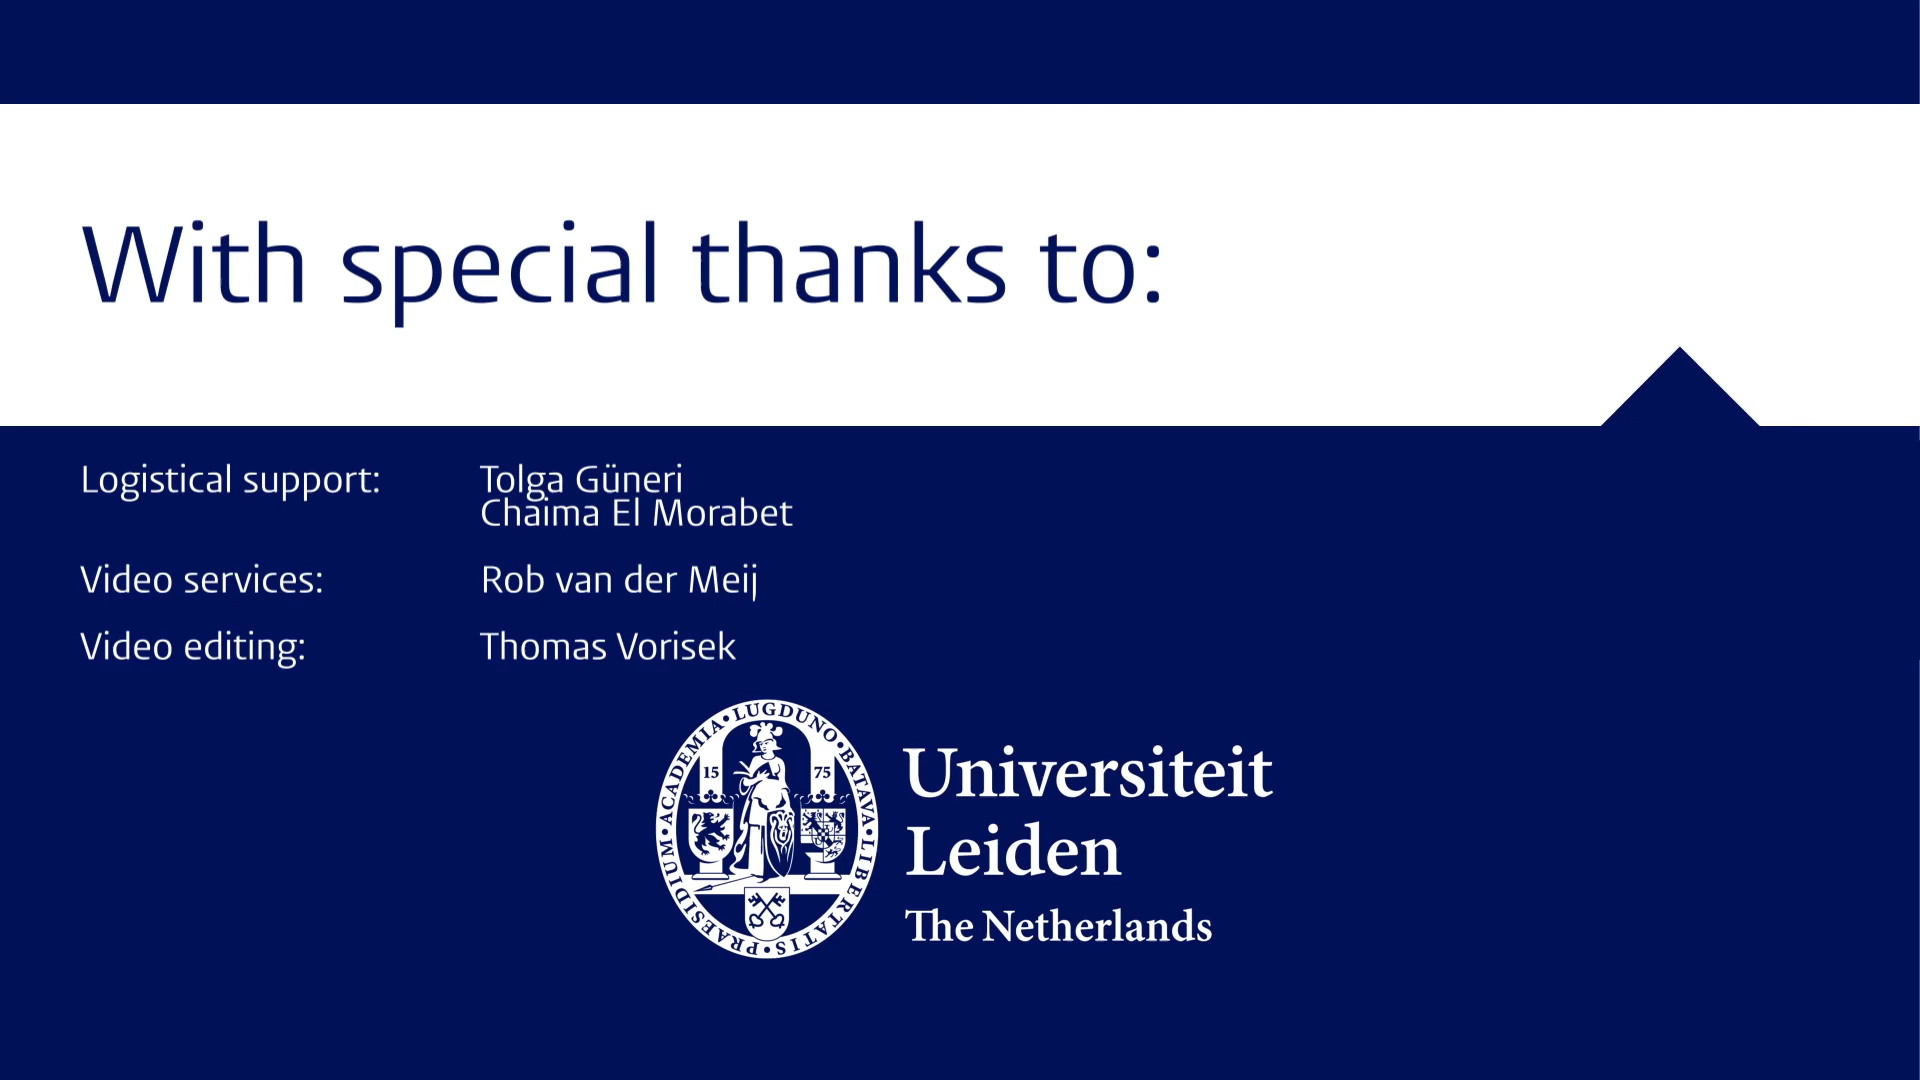 With special thanks to:
Logistical support: Tolga Güneri
Chaima El Morabet
Video services: Rob van der Meij
Video editing: Thomas Vorisek
ACADEMIA • LUGDUNO • BATAVA • LIBERTATIS • PRAESIDIUM •
15 75
Universiteit
Leiden
The Netherlands